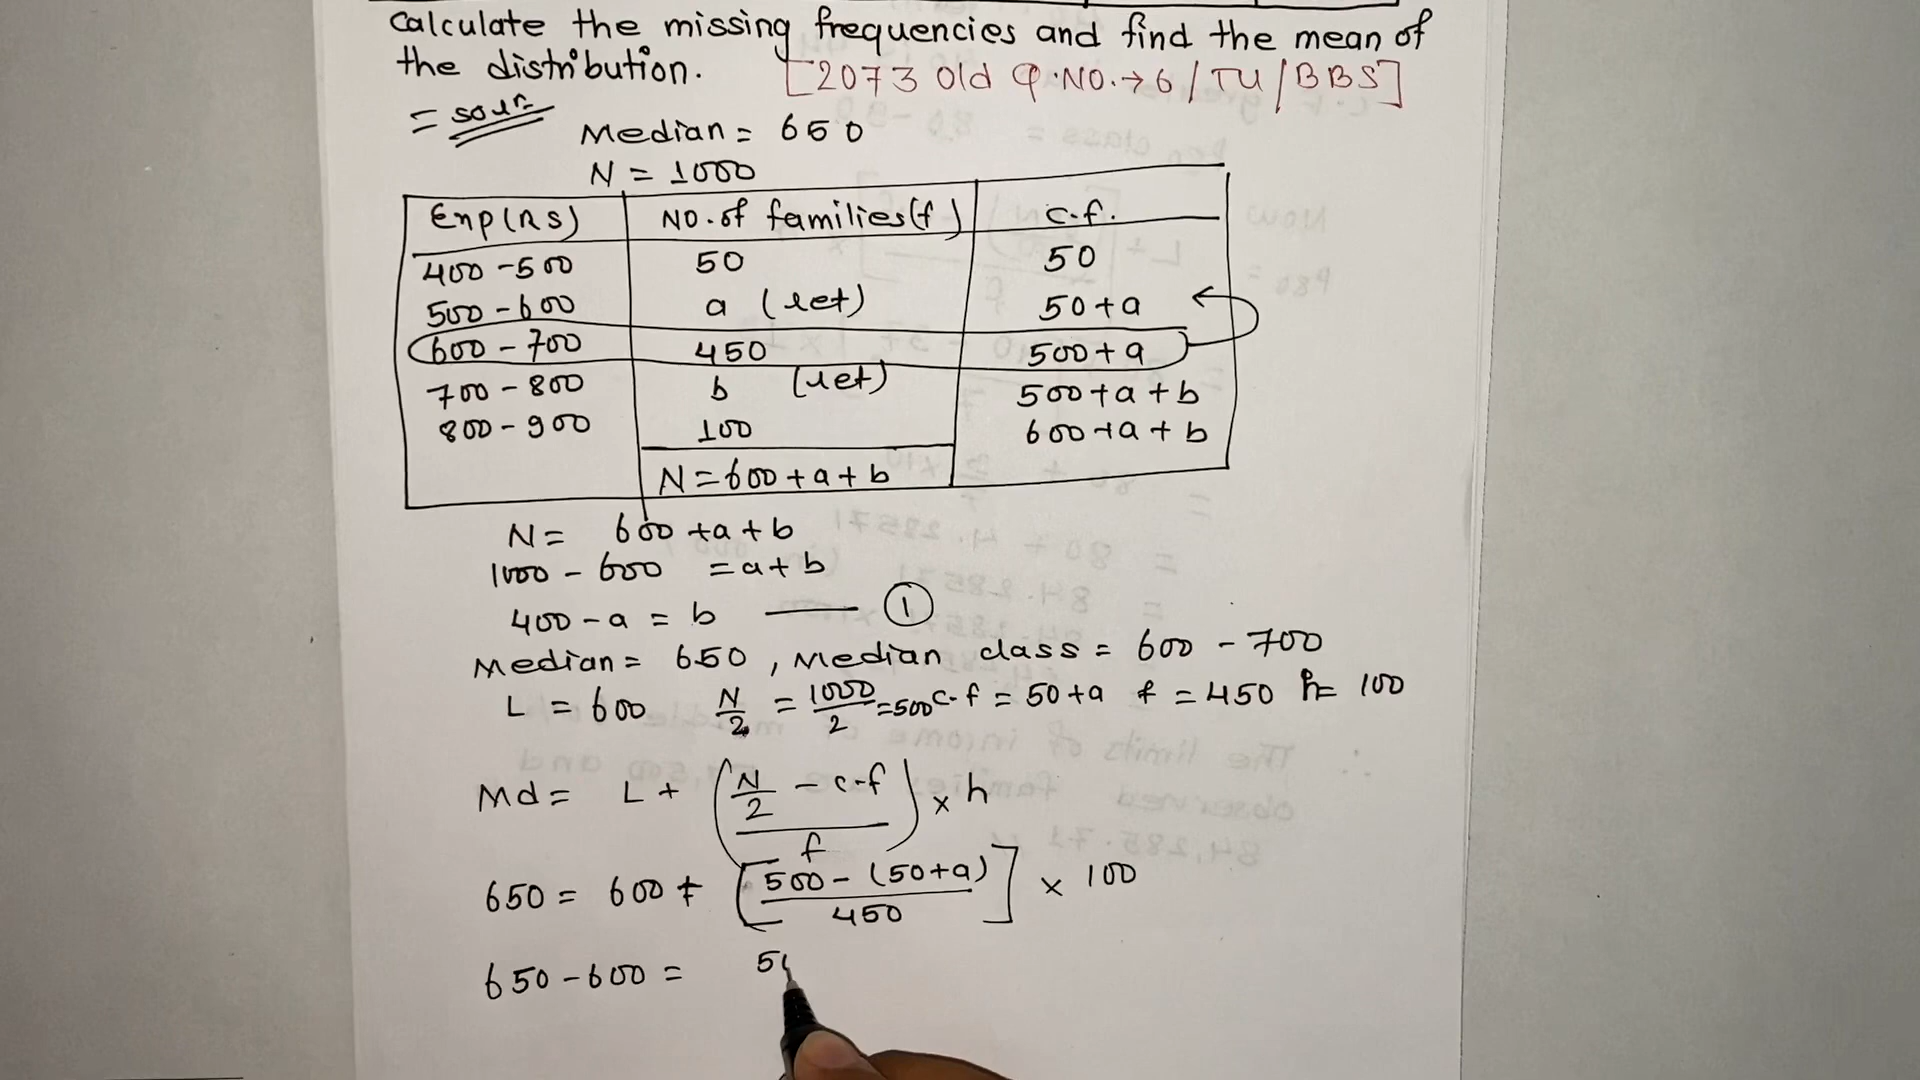 calculate the missing frequencies and find the mean of
the distribution. [2073 Old Q.NO.→6/TU/BBS]
= soln
Median = 650
N = 1000
Exp(RS) NO.of families(f) c.f.
400-500 50 50
500-600 a (let) 50+a
600-700 450 500+a
700-800 b (let) 500+a+b
800-900 100 600+a+b
N=600+a+b
N= 600+a+b
1000-600 =a+b
400-a = b —— ①
Median= 650, Median class= 600-700
L = 600 N/2 = 1000/2 =500 c.f = 50+a f = 450 h= 100
Md= L+ (N/2 - c.f / f) × h
650= 600+ [500-(50+a) / 450] × 100
650-600 = 50